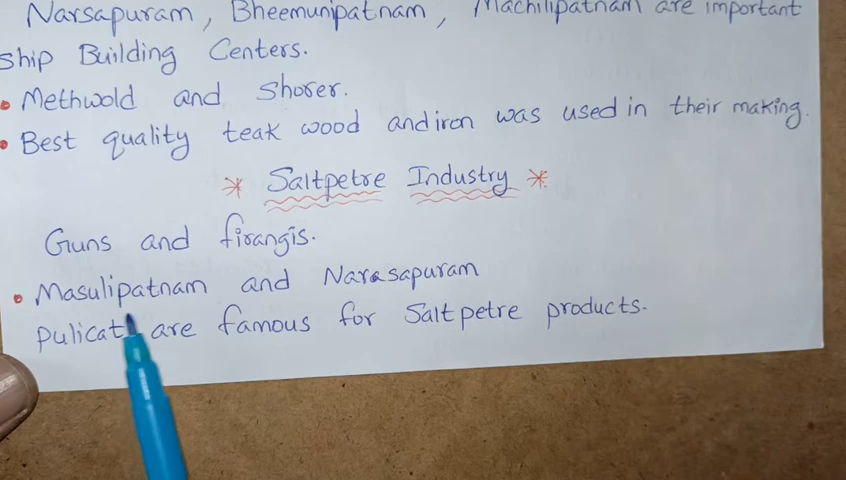 Narsapuram, Bheemunipatnam, Machilipatnam are important
Ship Building Centers.
• Methwold and Shorer.
• Best quality teak wood and iron was used in their making.
* Saltpetre Industry *
Guns and firangis.
• Masulipatnam and Narasapuram
Pulicat are famous for Saltpetre products.